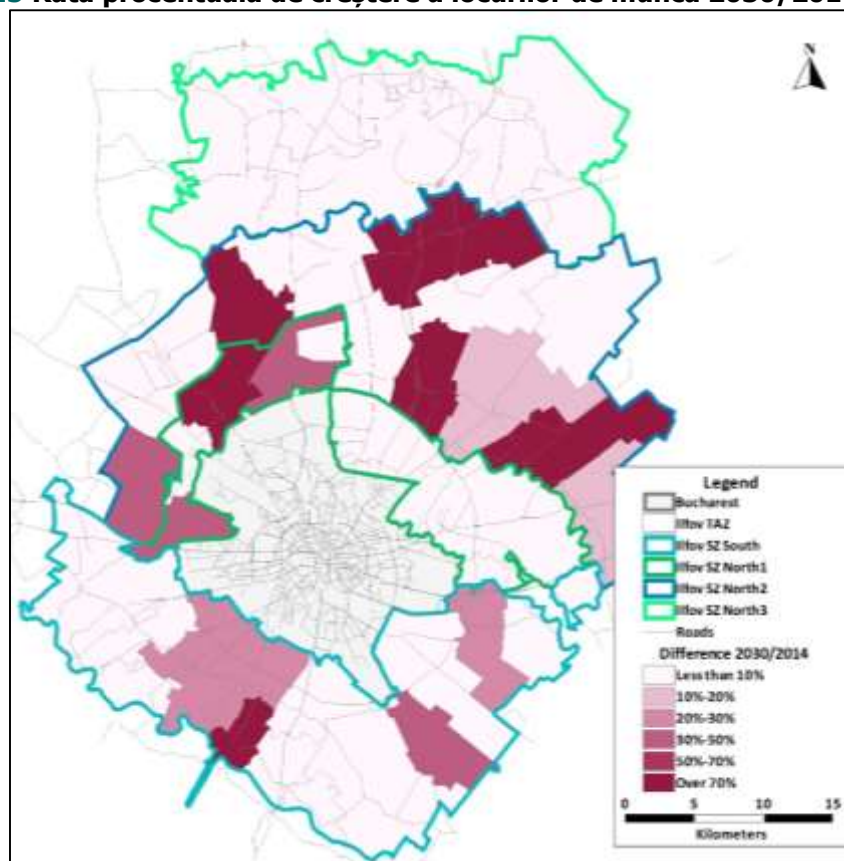 Rata procentuală de creștere a locurilor de muncă 2030/201
N
Legend
Bucharest
Ilfov TAZ
Ilfov SZ South
Ilfov SZ North1
Ilfov SZ North2
Ilfov SZ North3
Roads
Difference 2030/2014
Less than 10%
10%-20%
20%-30%
30%-50%
50%-70%
Over 70%
0 5 10 15
Kilometers